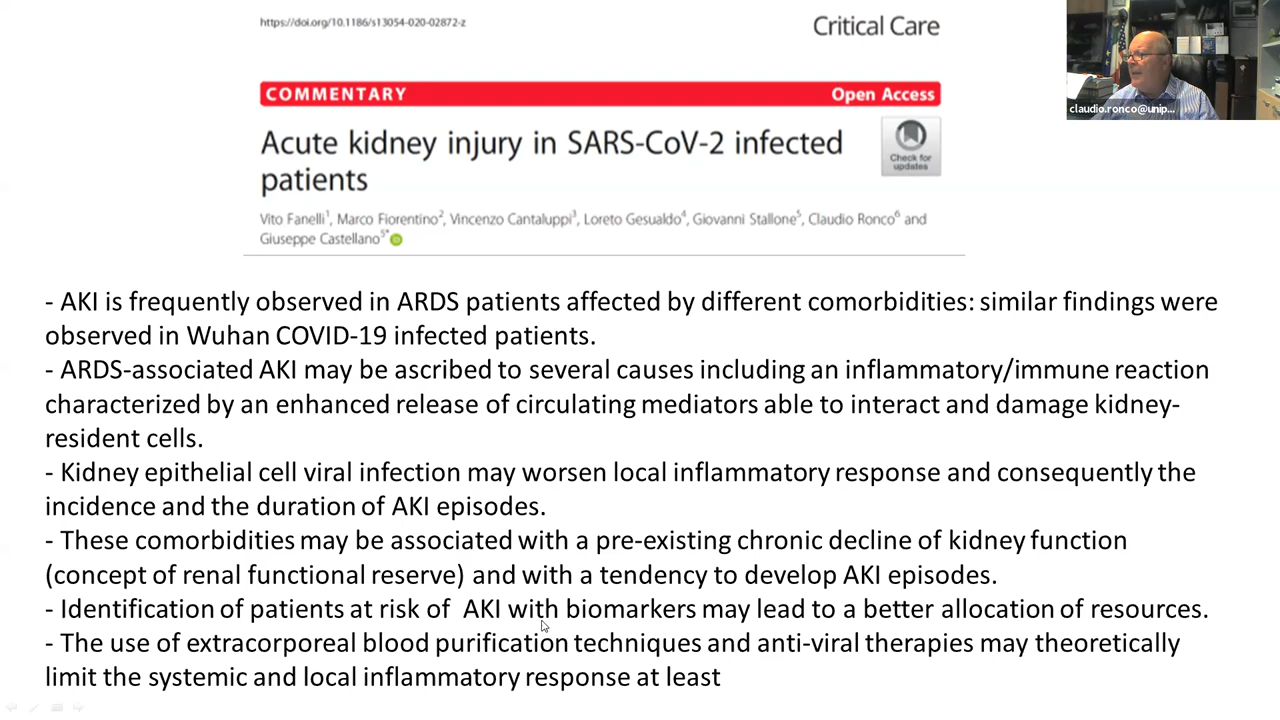 https://doi.org/10.1186/s13054-020-02872-z
Critical Care
claudio.ronco@unip...
COMMENTARY
Open Access
Acute kidney injury in SARS-CoV-2 infected
patients
Check for
updates
Vito Fanelli1, Marco Fiorentino2, Vincenzo Cantaluppi3, Loreto Gesualdo4, Giovanni Stallone5, Claudio Ronco6 and
Giuseppe Castellano5*
- AKI is frequently observed in ARDS patients affected by different comorbidities: similar findings were
observed in Wuhan COVID-19 infected patients.
- ARDS-associated AKI may be ascribed to several causes including an inflammatory/immune reaction
characterized by an enhanced release of circulating mediators able to interact and damage kidney-
resident cells.
- Kidney epithelial cell viral infection may worsen local inflammatory response and consequently the
incidence and the duration of AKI episodes.
- These comorbidities may be associated with a pre-existing chronic decline of kidney function
(concept of renal functional reserve) and with a tendency to develop AKI episodes.
- Identification of patients at risk of  AKI with biomarkers may lead to a better allocation of resources.
- The use of extracorporeal blood purification techniques and anti-viral therapies may theoretically
limit the systemic and local inflammatory response at least